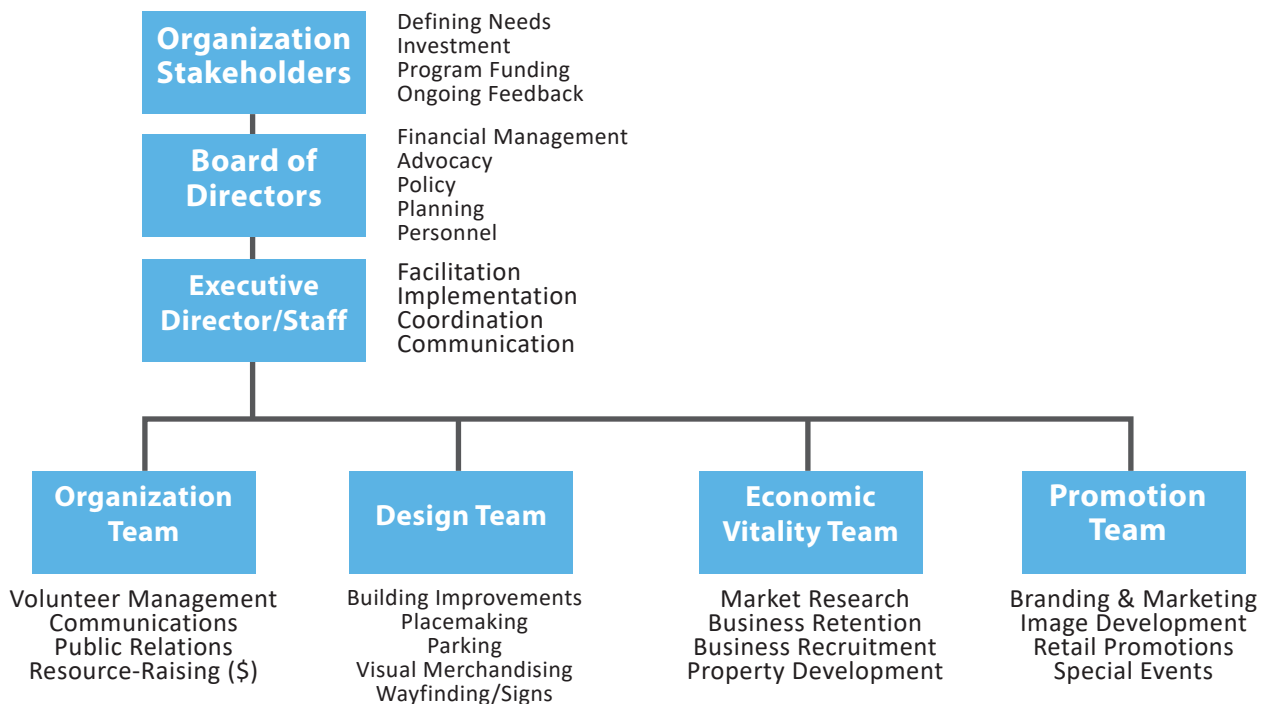 Organization
Stakeholders
Defining Needs
Investment
Program Funding
Ongoing Feedback
Board of
Directors
Financial Management
Advocacy
Policy
Planning
Personnel
Executive
Director/Staff
Facilitation
Implementation
Coordination
Communication
Organization
Team
Volunteer Management
Communications
Public Relations
Resource-Raising ($)
Design Team
Building Improvements
Placemaking
Parking
Visual Merchandising
Wayfinding/Signs
Economic
Vitality Team
Market Research
Business Retention
Business Recruitment
Property Development
Promotion
Team
Branding & Marketing
Image Development
Retail Promotions
Special Events